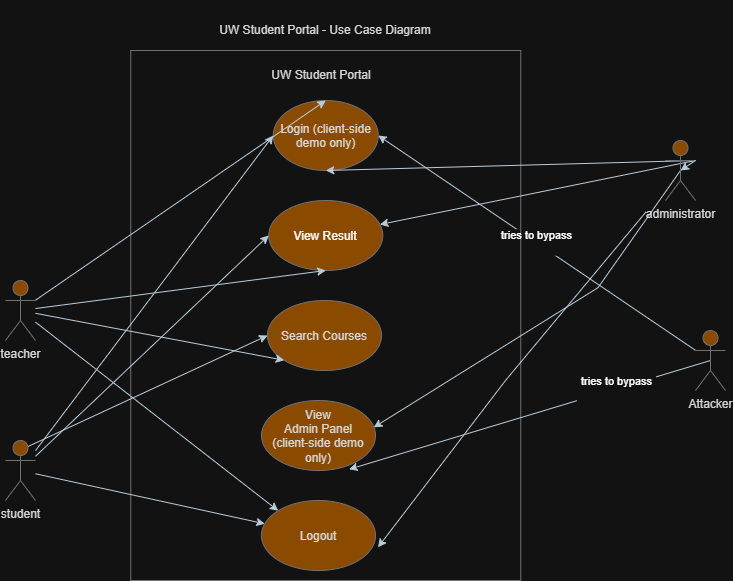 UW Student Portal - Use Case Diagram
UW Student Portal
Login (client-side
demo only)
administrator
View Result
tries to bypass
Search Courses
teacher
tries to bypass
Attacker
View
Admin Panel
(client-side demo
only)
student
Logout